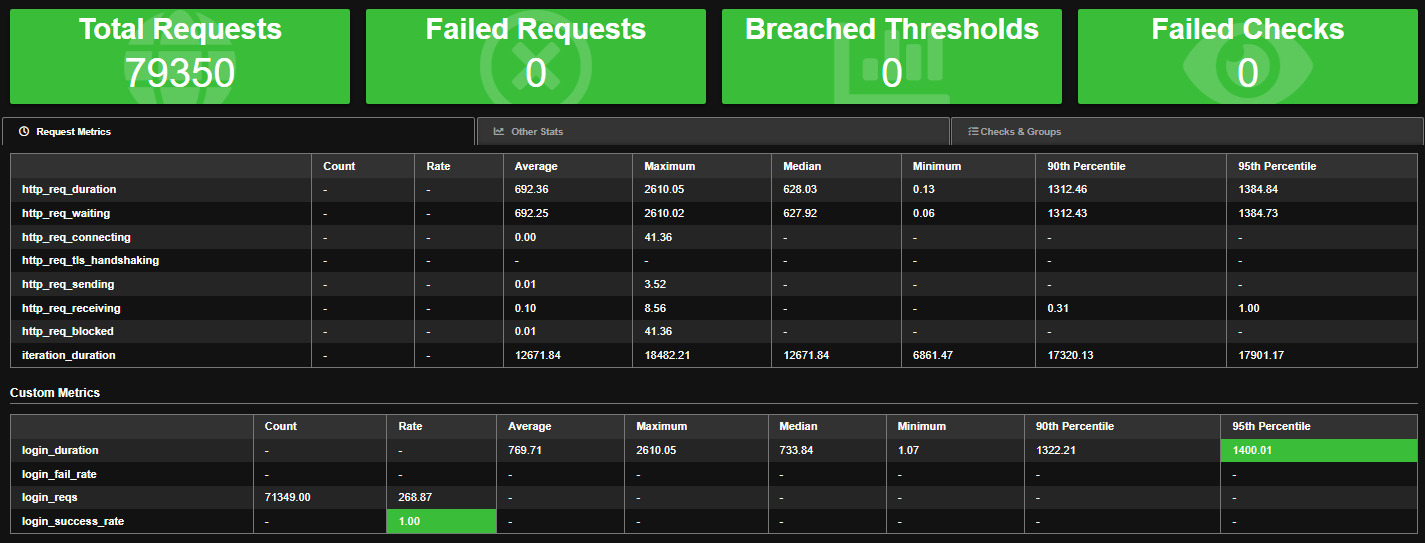 Total Requests Failed Requests Breached Thresholds Failed Checks
79350 0 0 0
Request Metrics Other Stats Checks & Groups
Count Rate Average Maximum Median Minimum 90th Percentile 95th Percentile
http_req_duration - - 692.36 2610.05 628.03 0.13 1312.46 1384.84
http_req_waiting - - 692.25 2610.02 627.92 0.06 1312.43 1384.73
http_req_connecting - - 0.00 41.36 - - - -
http_req_tls_handshaking - - - - - - - -
http_req_sending - - 0.01 3.52 - - - -
http_req_receiving - - 0.10 8.56 - - 0.31 1.00
http_req_blocked - - 0.01 41.36 - - - -
iteration_duration - - 12671.84 18482.21 12671.84 6861.47 17320.13 17901.17
Custom Metrics
Count Rate Average Maximum Median Minimum 90th Percentile 95th Percentile
login_duration - - 769.71 2610.05 733.84 1.07 1322.21 1400.01
login_fail_rate - - - - - - - -
login_reqs 71349.00 268.87 - - - - - -
login_success_rate - 1.00 - - - - - -